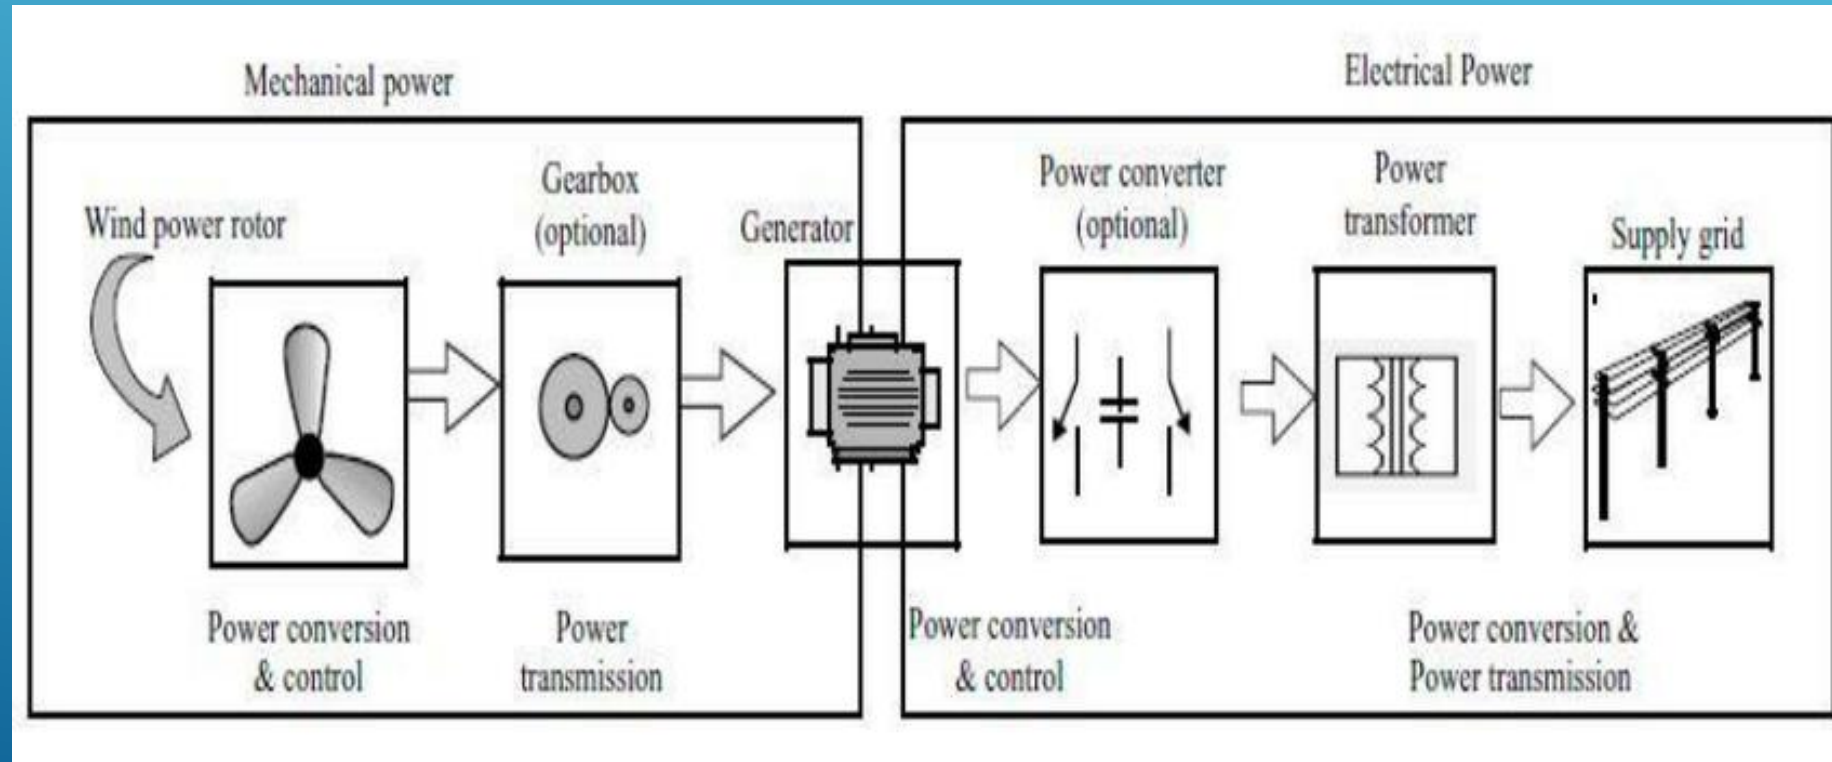 Mechanical power
Electrical Power
Wind power rotor
Gearbox
(optional)
Generator
Power converter
(optional)
Power
transformer
Supply grid
Power conversion
& control
Power
transmission
Power conversion
& control
Power conversion &
Power transmission